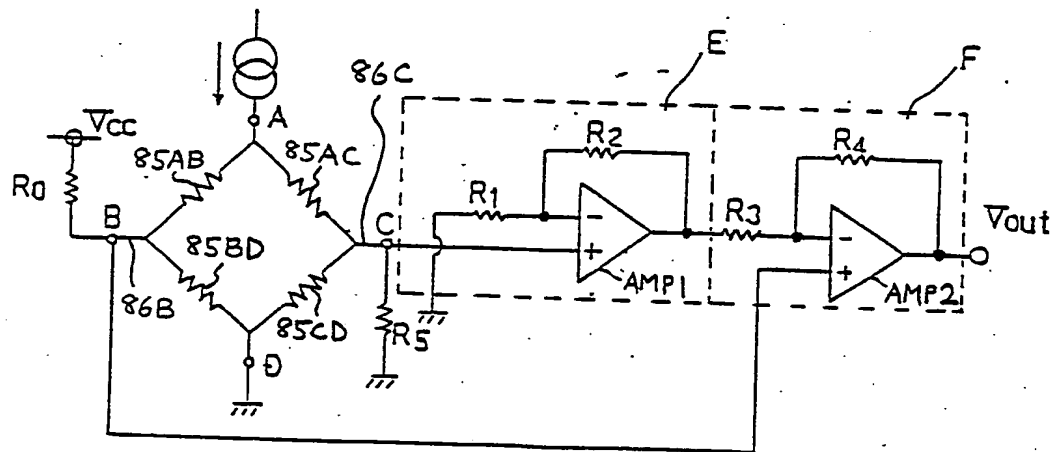 E
F
86C
A
Vcc
85AB
85AC
R2
R4
R0
R1
R3
B
C
Vout
85BD
86B
85CD
AMP1
AMP2
R5
D
-
+
-
+